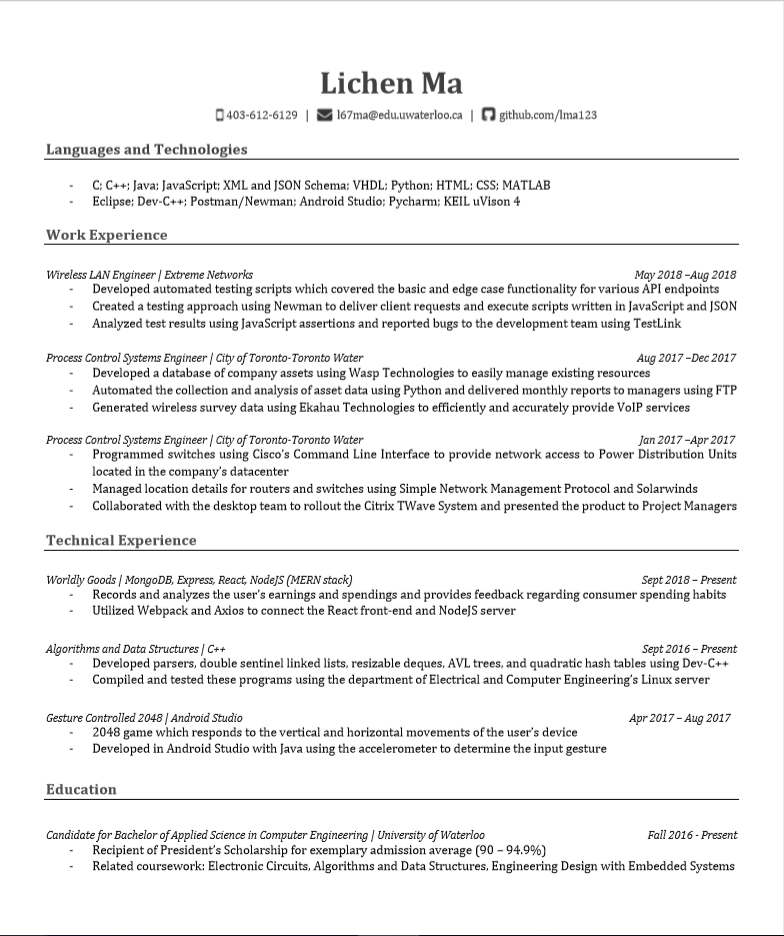 Lichen Ma
403-612-6129 | l67ma@edu.uwaterloo.ca | github.com/lma123
Languages and Technologies
- C; C++; Java; JavaScript; XML and JSON Schema; VHDL; Python; HTML; CSS; MATLAB
- Eclipse; Dev-C++; Postman/Newman; Android Studio; Pycharm; KEIL uVison 4
Work Experience
Wireless LAN Engineer | Extreme Networks May 2018 –Aug 2018
- Developed automated testing scripts which covered the basic and edge case functionality for various API endpoints
- Created a testing approach using Newman to deliver client requests and execute scripts written in JavaScript and JSON
- Analyzed test results using JavaScript assertions and reported bugs to the development team using TestLink
Process Control Systems Engineer | City of Toronto-Toronto Water Aug 2017 –Dec 2017
- Developed a database of company assets using Wasp Technologies to easily manage existing resources
- Automated the collection and analysis of asset data using Python and delivered monthly reports to managers using FTP
- Generated wireless survey data using Ekahau Technologies to efficiently and accurately provide VoIP services
Process Control Systems Engineer | City of Toronto-Toronto Water Jan 2017 –Apr 2017
- Programmed switches using Cisco's Command Line Interface to provide network access to Power Distribution Units
located in the company's datacenter
- Managed location details for routers and switches using Simple Network Management Protocol and Solarwinds
- Collaborated with the desktop team to rollout the Citrix TWave System and presented the product to Project Managers
Technical Experience
Worldly Goods | MongoDB, Express, React, NodeJS (MERN stack) Sept 2018 – Present
- Records and analyzes the user's earnings and spendings and provides feedback regarding consumer spending habits
- Utilized Webpack and Axios to connect the React front-end and NodeJS server
Algorithms and Data Structures | C++ Sept 2016 – Present
- Developed parsers, double sentinel linked lists, resizable deques, AVL trees, and quadratic hash tables using Dev-C++
- Compiled and tested these programs using the department of Electrical and Computer Engineering's Linux server
Gesture Controlled 2048 | Android Studio Apr 2017 – Aug 2017
- 2048 game which responds to the vertical and horizontal movements of the user's device
- Developed in Android Studio with Java using the accelerometer to determine the input gesture
Education
Candidate for Bachelor of Applied Science in Computer Engineering | University of Waterloo Fall 2016 - Present
- Recipient of President's Scholarship for exemplary admission average (90 – 94.9%)
- Related coursework: Electronic Circuits, Algorithms and Data Structures, Engineering Design with Embedded Systems